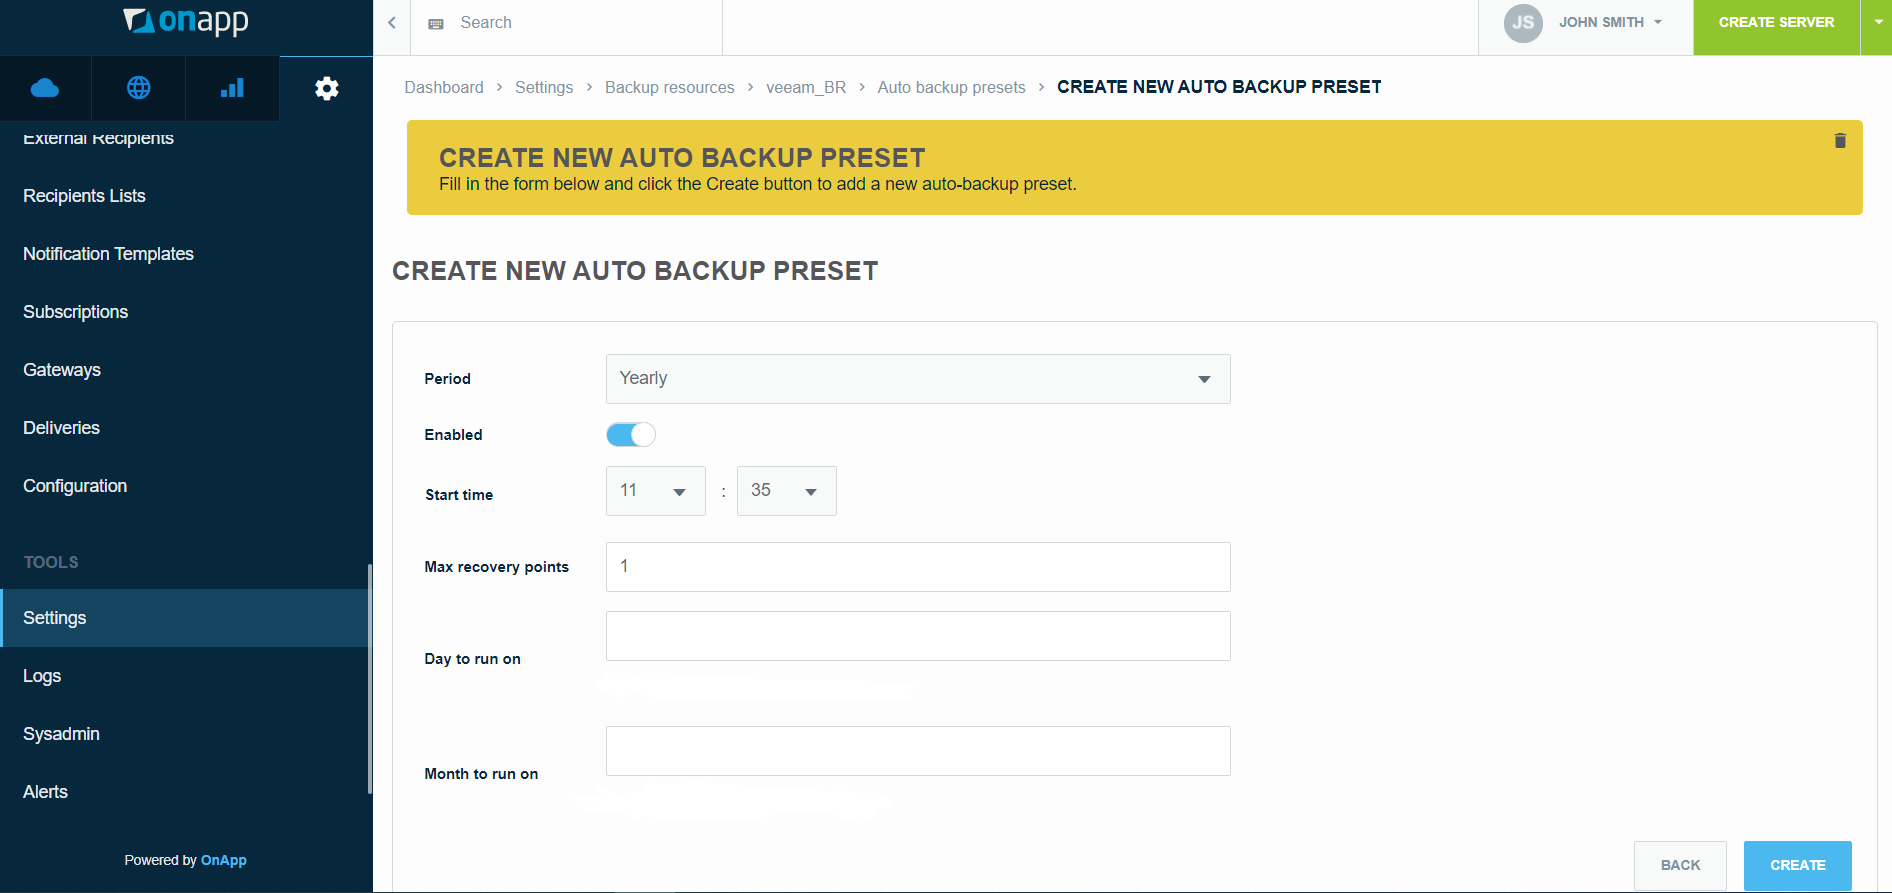 onapp
Search
JS
JOHN SMITH
CREATE SERVER
Dashboard > Settings > Backup resources > veeam_BR > Auto backup presets > CREATE NEW AUTO BACKUP PRESET
External Recipients
Recipients Lists
Notification Templates
Subscriptions
Gateways
Deliveries
Configuration
TOOLS
Settings
Logs
Sysadmin
Alerts
Powered by OnApp
CREATE NEW AUTO BACKUP PRESET
Fill in the form below and click the Create button to add a new auto-backup preset.
CREATE NEW AUTO BACKUP PRESET
Period
Yearly
Enabled
Start time
11 : 35
Max recovery points
1
Day to run on
Month to run on
BACK
CREATE